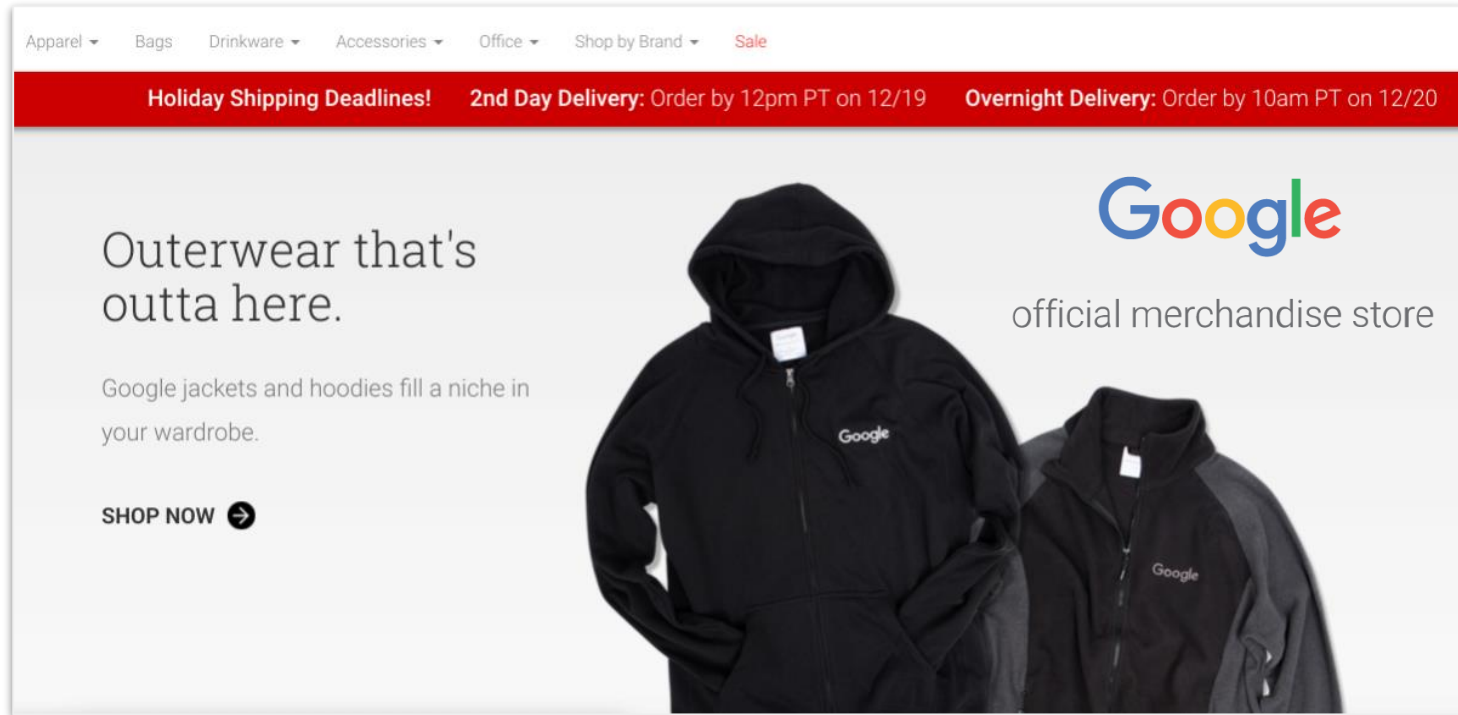 Apparel Bags Drinkware Accessories Office Shop by Brand Sale
Holiday Shipping Deadlines! 2nd Day Delivery: Order by 12pm PT on 12/19 Overnight Delivery: Order by 10am PT on 12/20
Google
official merchandise store
Outerwear that's
outta here.
Google jackets and hoodies fill a niche in
your wardrobe.
SHOP NOW
Google
Google